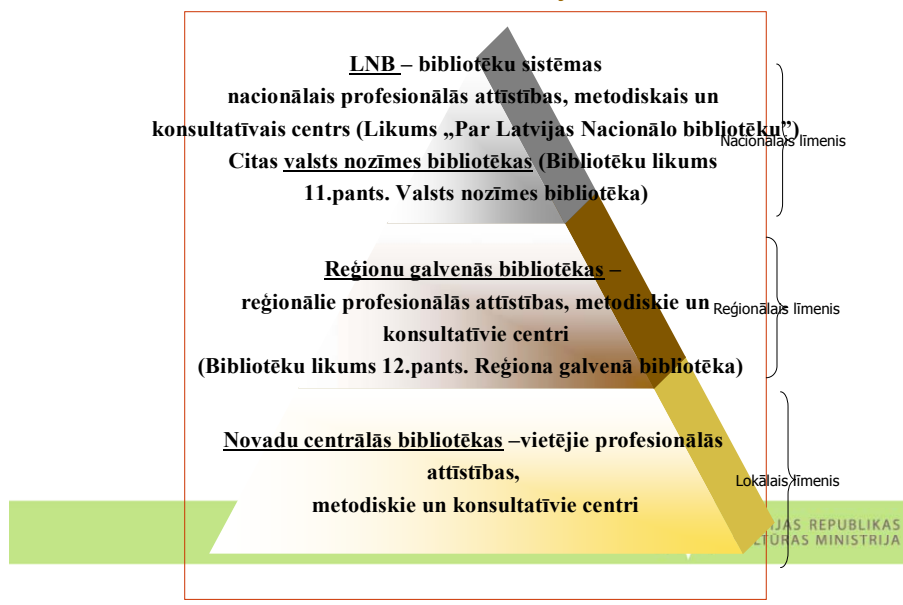 LNB – bibliotēku sistēmas
nacionālais profesionālās attīstības, metodiskais un
konsultatīvais centrs (Likums „Par Latvijas Nacionālo bibliotēku”)
Nacionālais līmenis
Citas valsts nozīmes bibliotēkas (Bibliotēku likums
11.pants. Valsts nozīmes bibliotēka)
Reģionu galvenās bibliotēkas –
reģionālie profesionālās attīstības, metodiskie un
Reģionālais līmenis
konsultatīvie centri
(Bibliotēku likums 12.pants. Reģiona galvenā bibliotēka)
Novadu centrālās bibliotēkas –vietējie profesionālās
attīstības,
Lokālais līmenis
metodiskie un konsultatīvie centri
REPUBLIKAS
MINISTRIJA